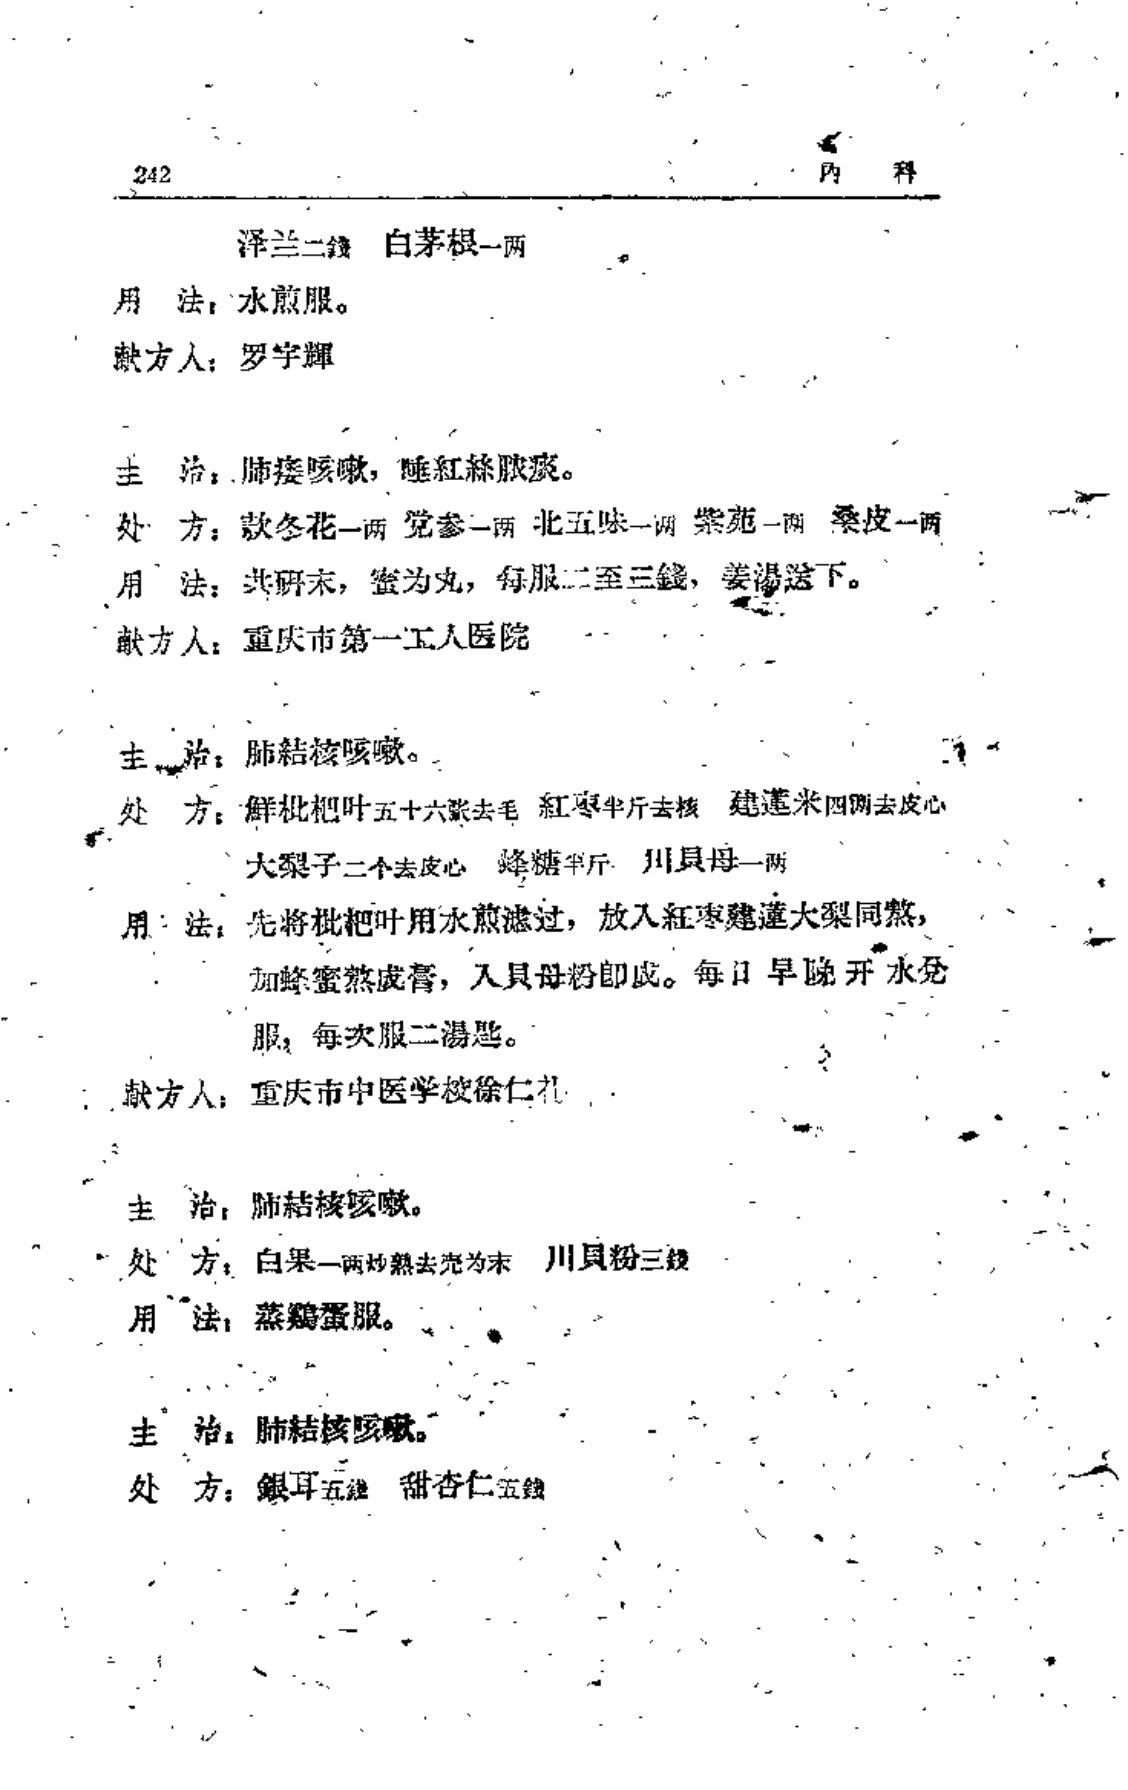 242
内 科
泽兰二錢 白茅根一两
用 法：水煎服。
献方人：罗宇輝
主 治：肺痿咳嗽，唾紅絲脓痰。
处 方：款冬花一两 党参一两 北五味一两 紫苑一两 桑皮一两
用 法：共研末，蜜为丸，每服二至三錢，姜湯送下。
献方人：重庆市第一工人医院
主 治：肺結核咳嗽。
处 方：鮮枇杷叶五十六张去毛 紅枣半斤去核 建蓮米四两去皮心
大梨子二个去皮心 蜂糖半斤 川貝母一两
用 法：先将枇杷叶用水煎滤过，放入紅枣建蓮大梨同熬，
加蜂蜜熬成膏，入貝母粉卽成。每日早晚开水兑
服，每次服二湯匙。
献方人：重庆市中医学校徐仁礼
主 治：肺結核咳嗽。
处 方：白果一两炒熟去壳为末 川貝粉三錢
用 法：蒸鷄蛋服。
主 治：肺結核咳嗽。
处 方：銀耳五錢 甜杏仁五錢